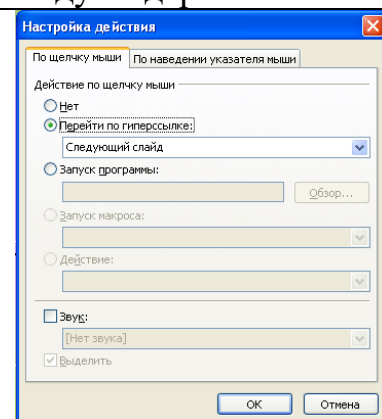 Настройка действия
По щелчку мыши По наведении указателя мыши
Действие по щелчку мыши
Нет
Перейти по гиперссылке:
Следующий слайд
Запуск программы:
Обзор...
Запуск макроса:
Действие:
Звук:
[Нет звука]
Выделить
ОК Отмена